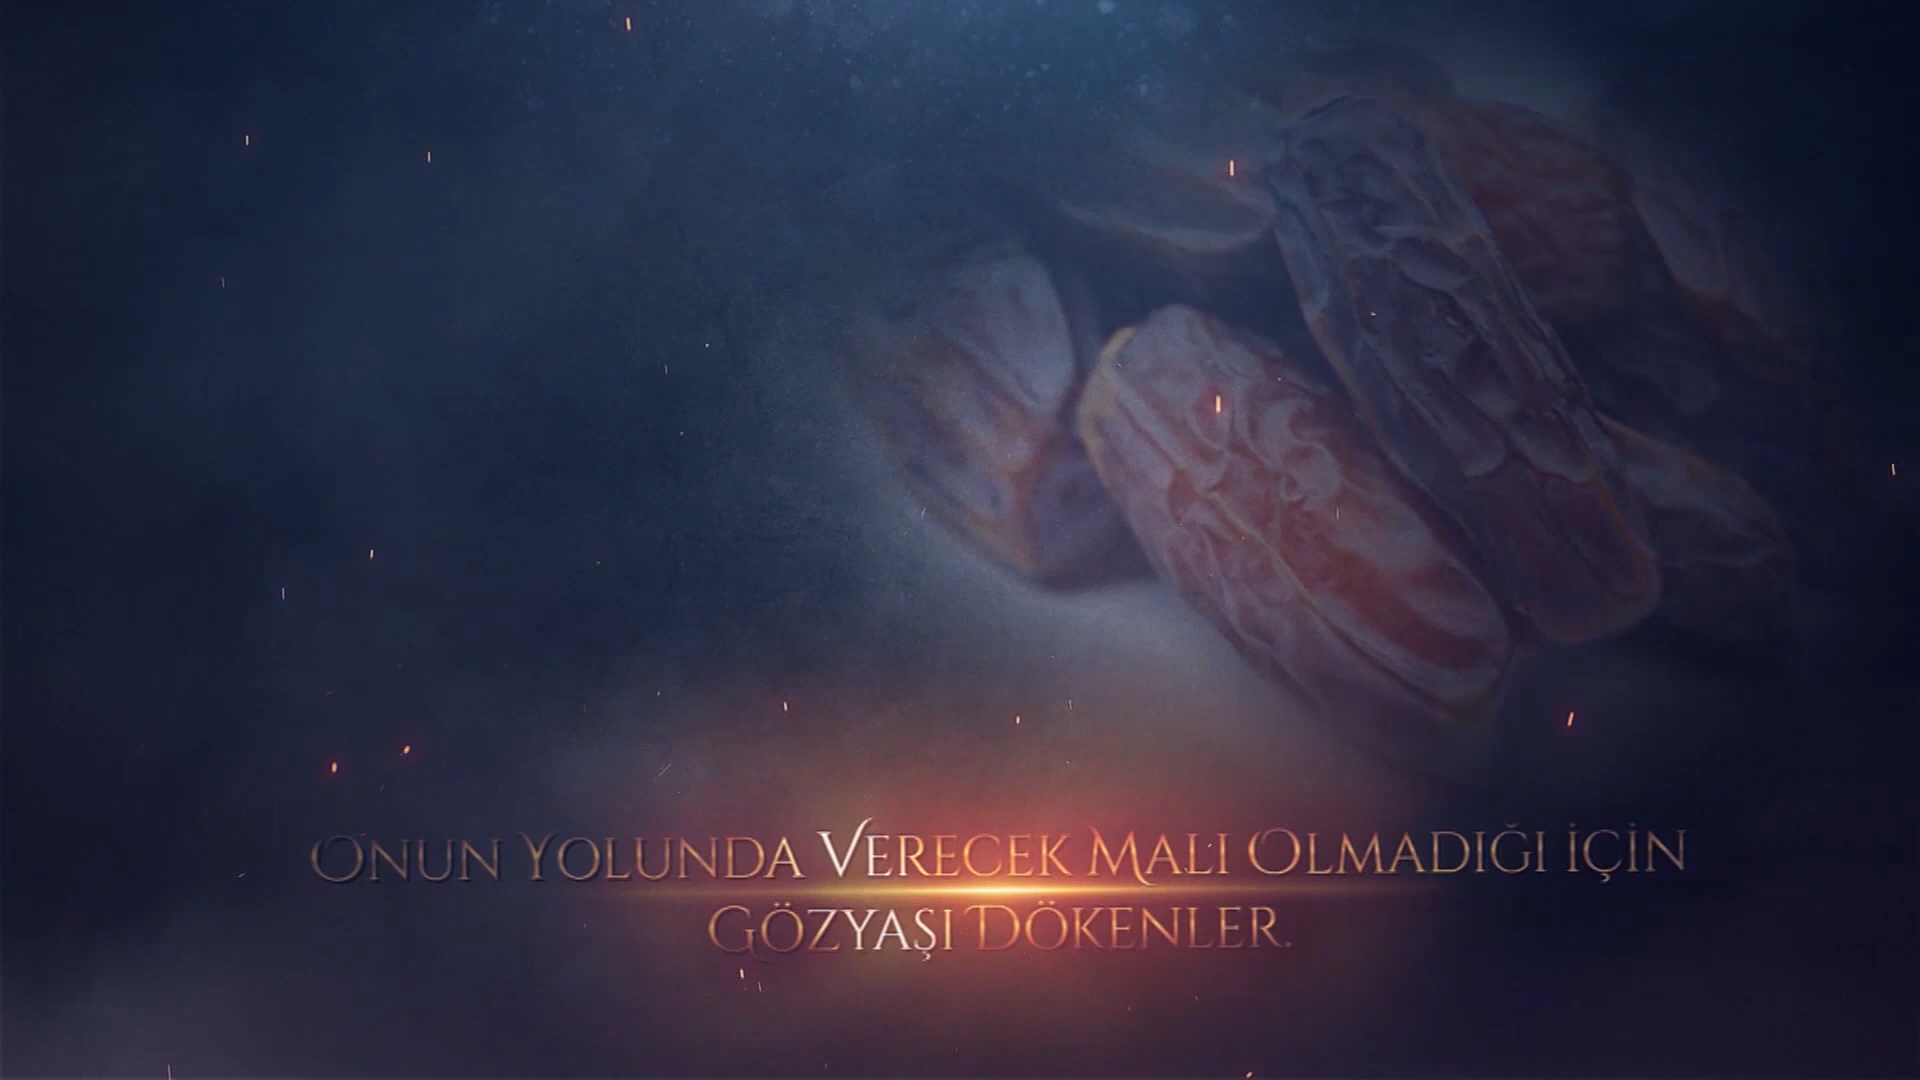 Onun Yolunda Verecek Malı Olmadığı İçin
Gözyaşı Dökenler.